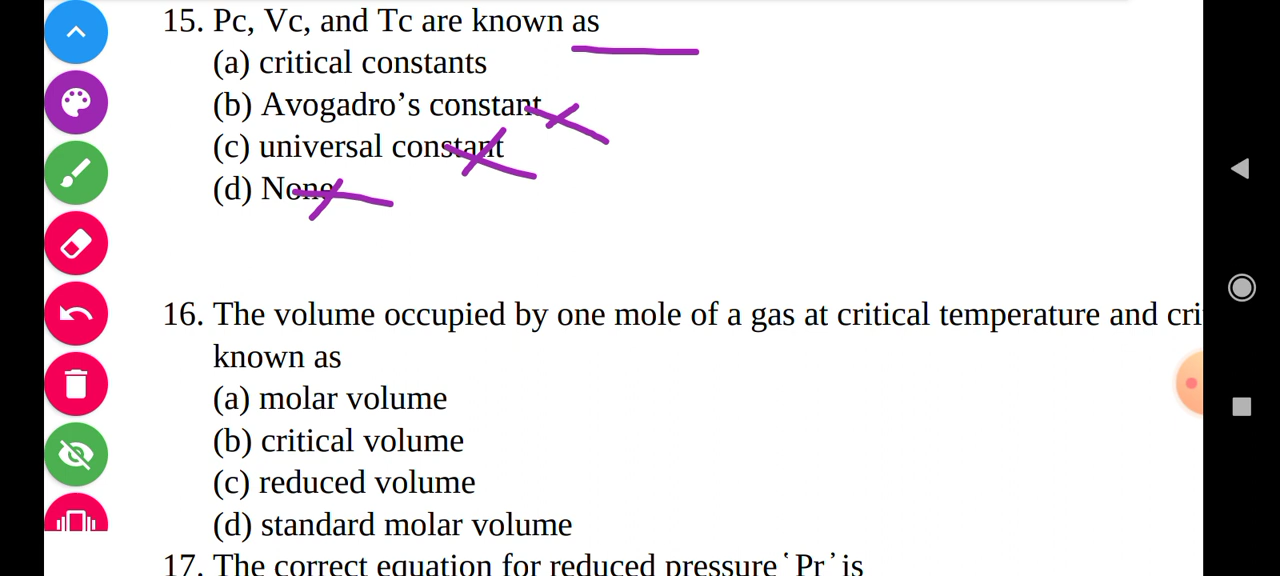 15. Pc, Vc, and Tc are known as
(a) critical constants
(b) Avogadro’s constant
(c) universal constant
(d) None
16. The volume occupied by one mole of a gas at critical temperature and
known as
(a) molar volume
(b) critical volume
(c) reduced volume
(d) standard molar volume
17. The correct equation for reduced pressure ‘Pr’ is